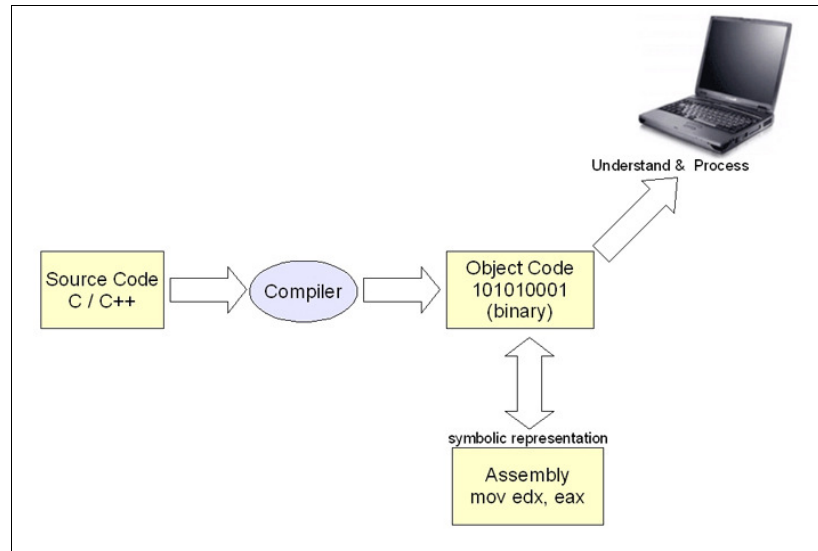 Understand & Process
Source Code
C / C++
Compiler
Object Code
101010001
(binary)
symbolic representation
Assembly
mov edx, eax